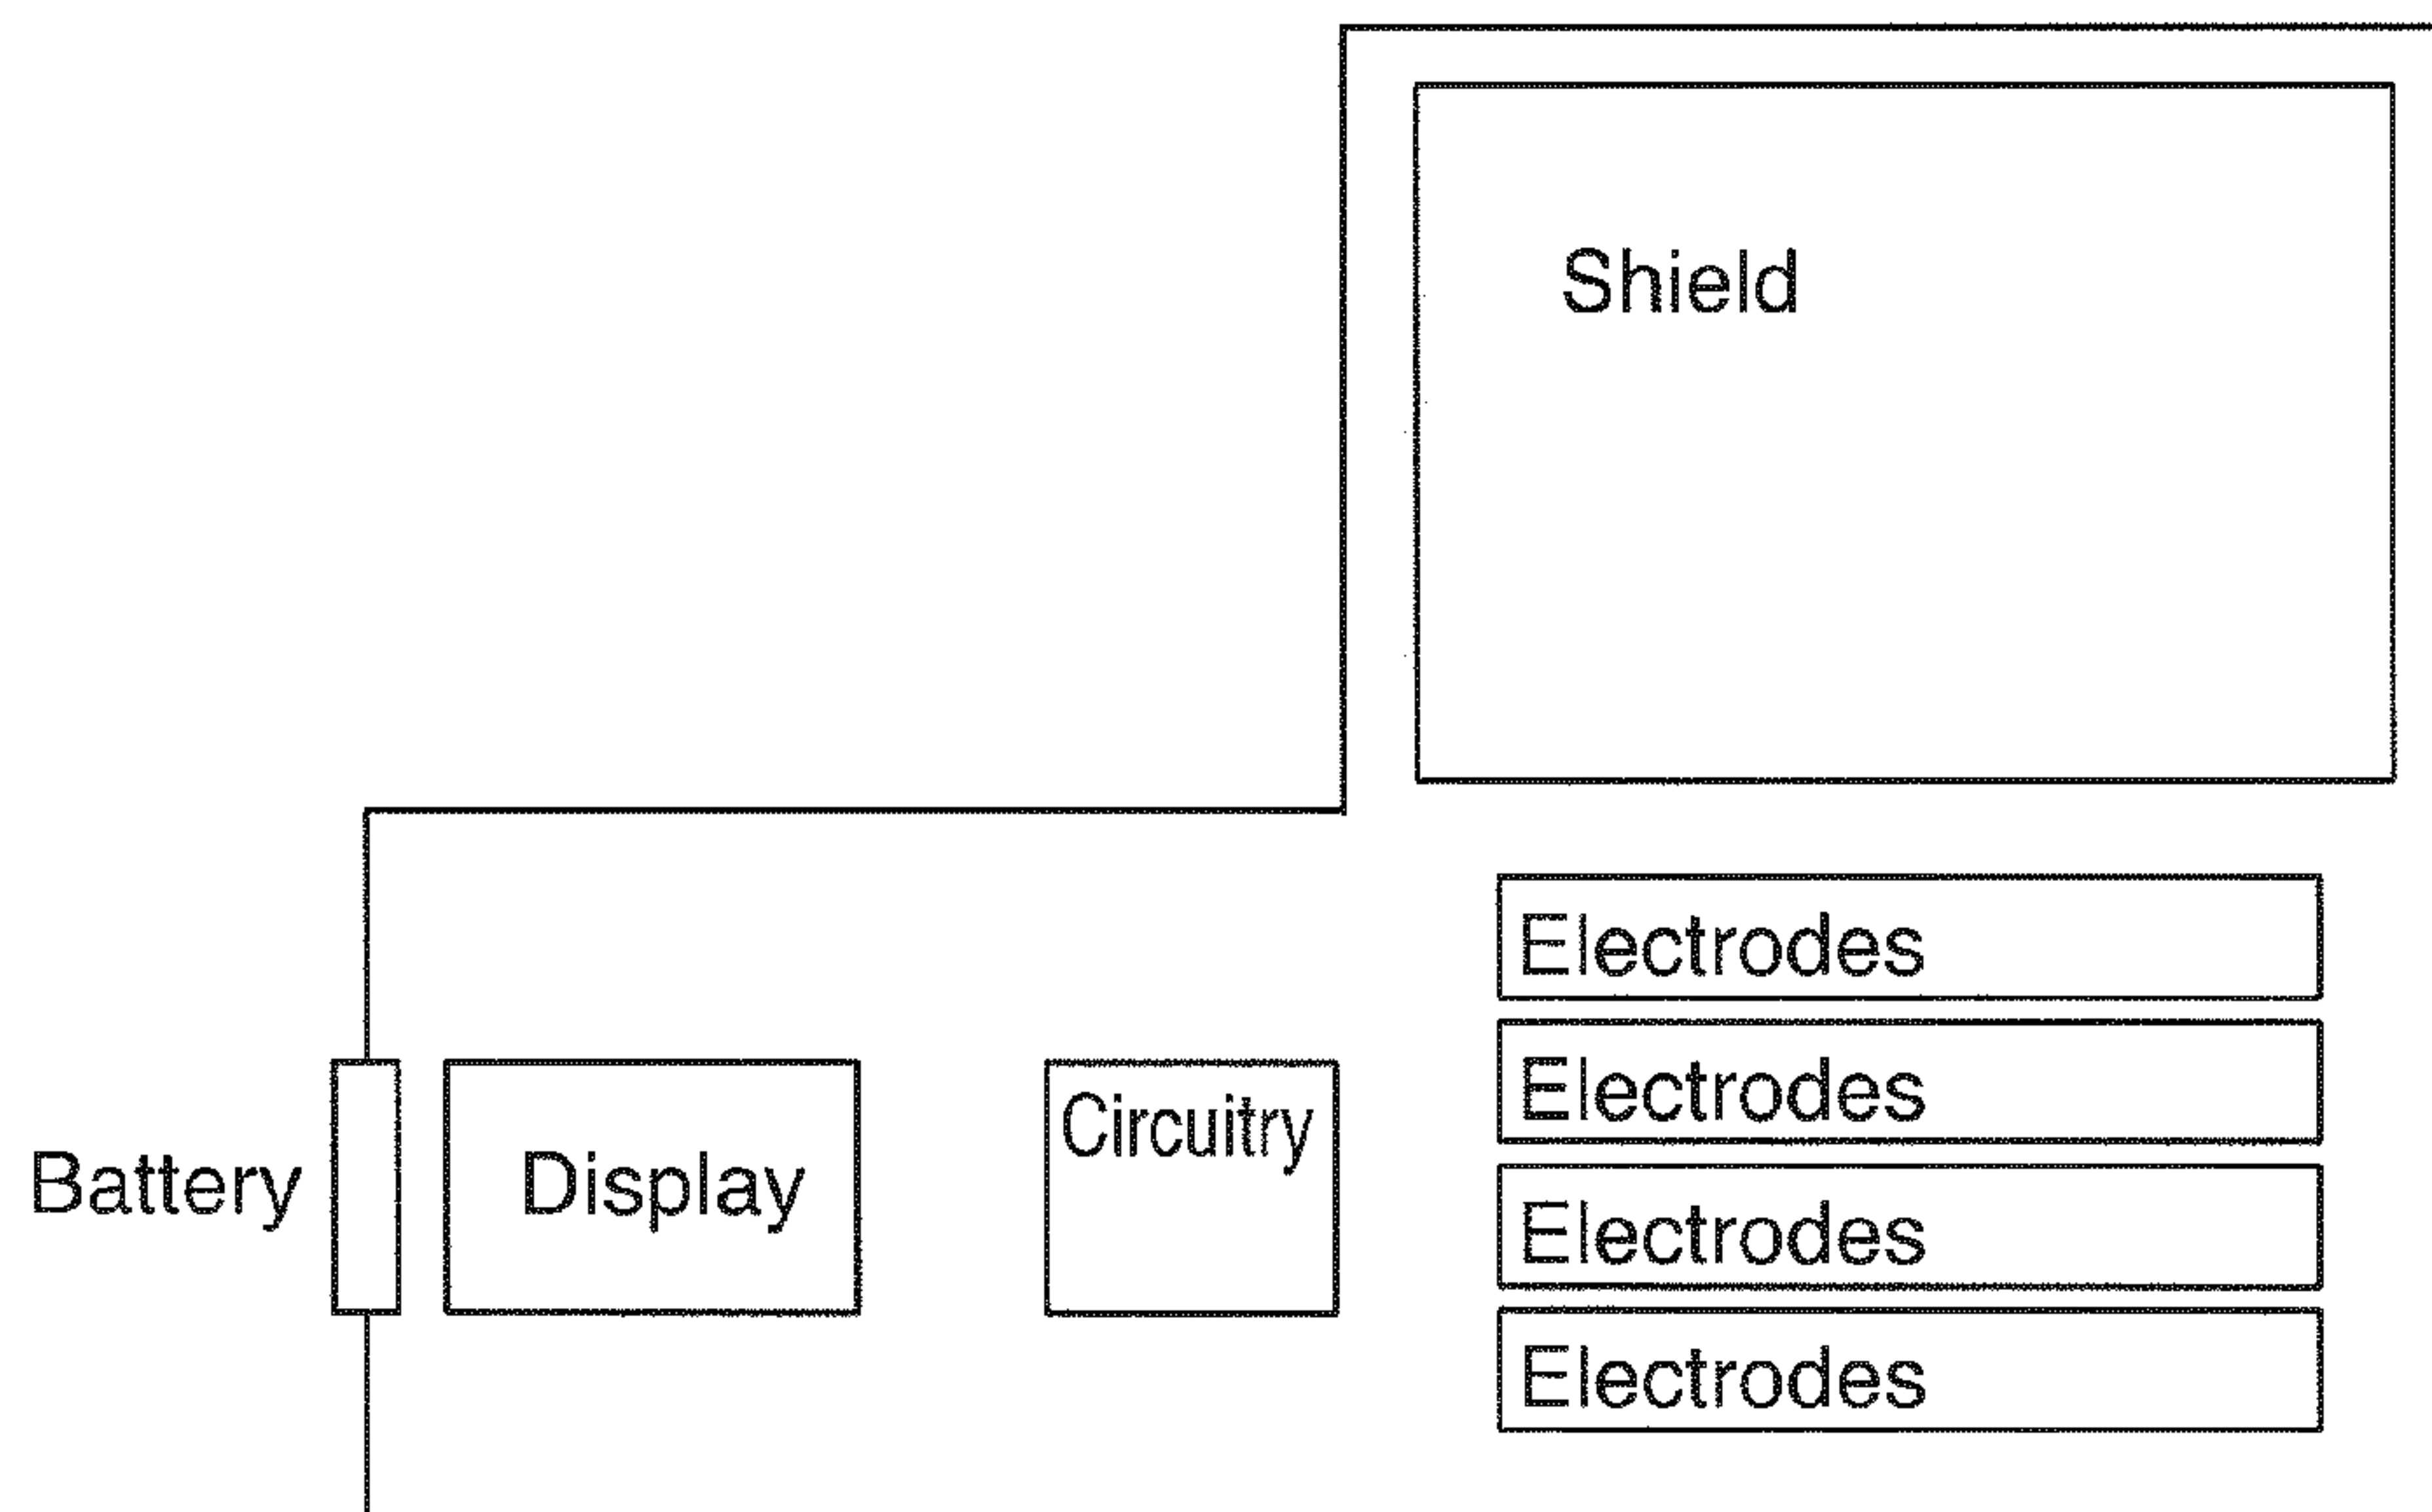 Shield
Electrodes
Electrodes
Circuitry
Battery
Display
Electrodes
Electrodes